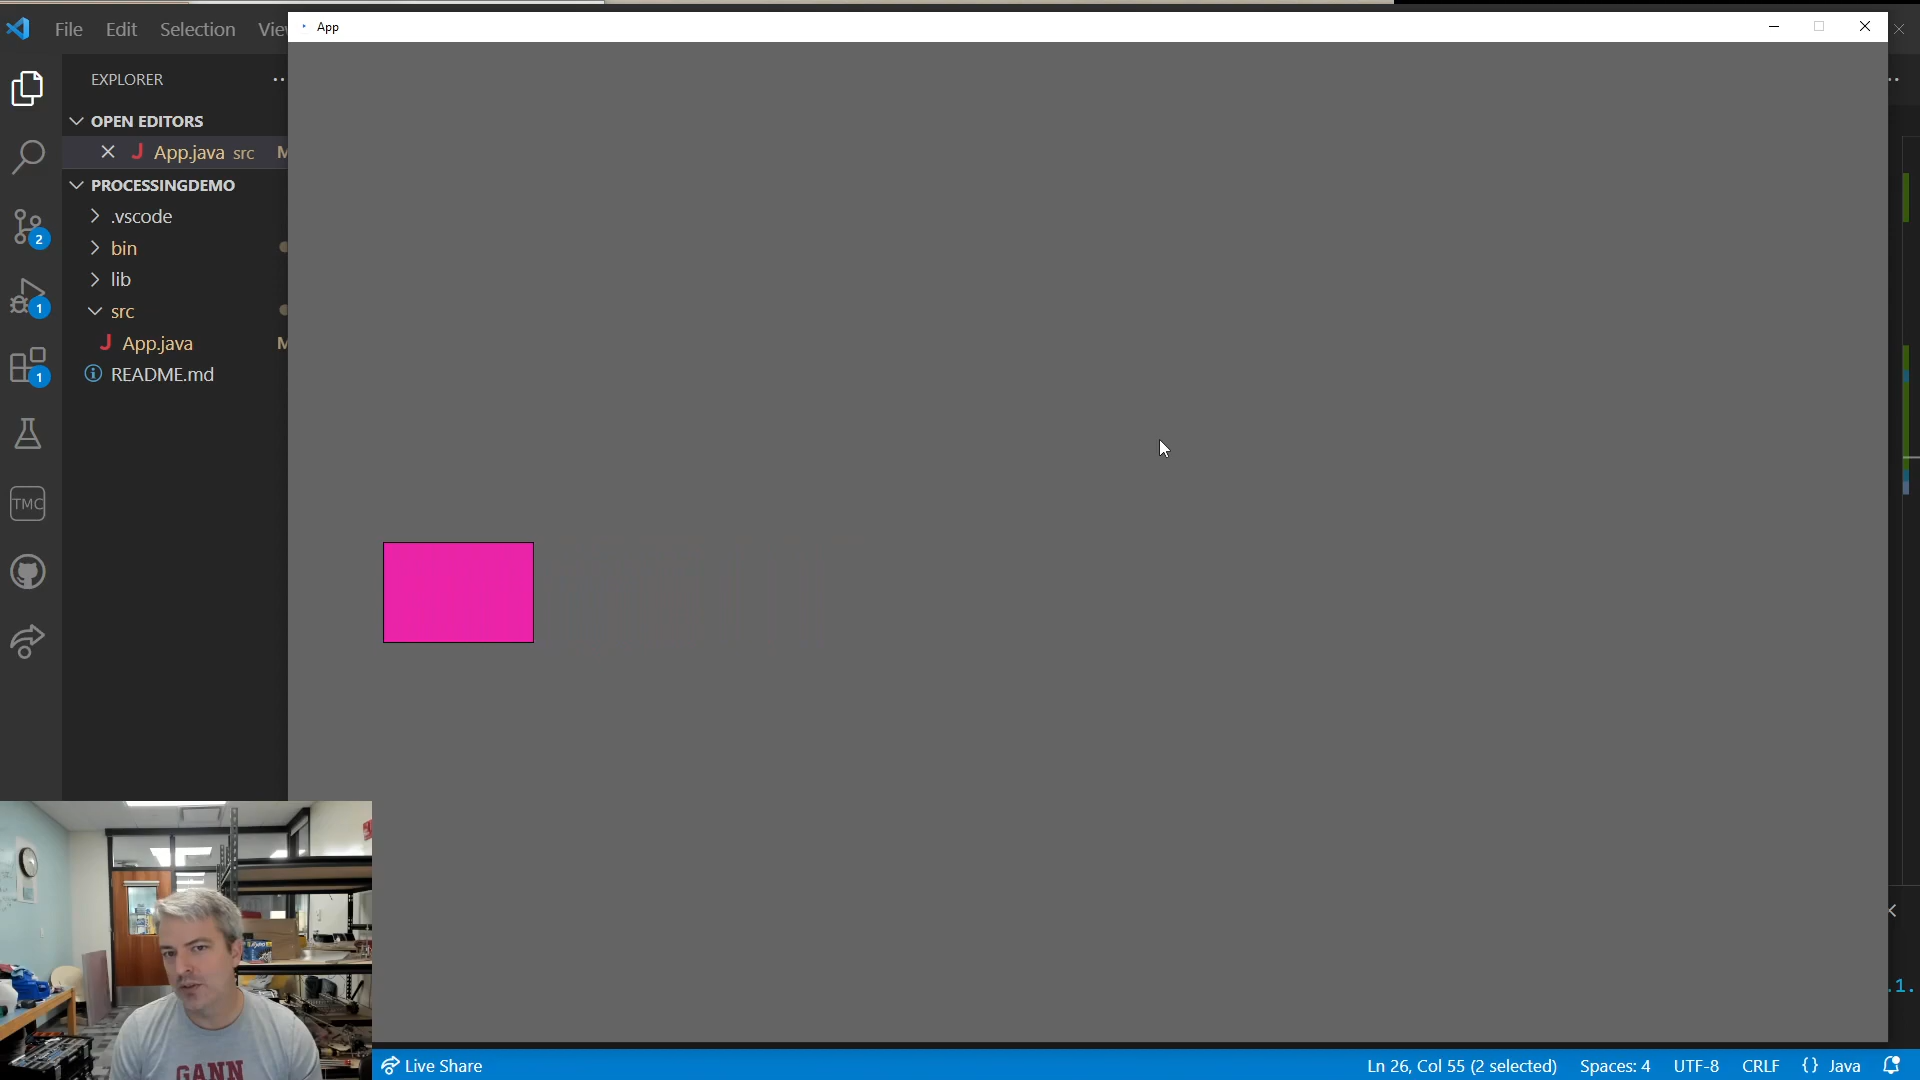 File Edit Selection
App
EXPLORER
OPEN EDITORS
App.java src M
PROCESSINGDEMO
.vscode
bin
lib
src
App.java M
README.md
2
1
1
TMC
GANN
.1.
Live Share
Ln 26, Col 55 (2 selected) Spaces: 4 UTF-8 CRLF {} Java